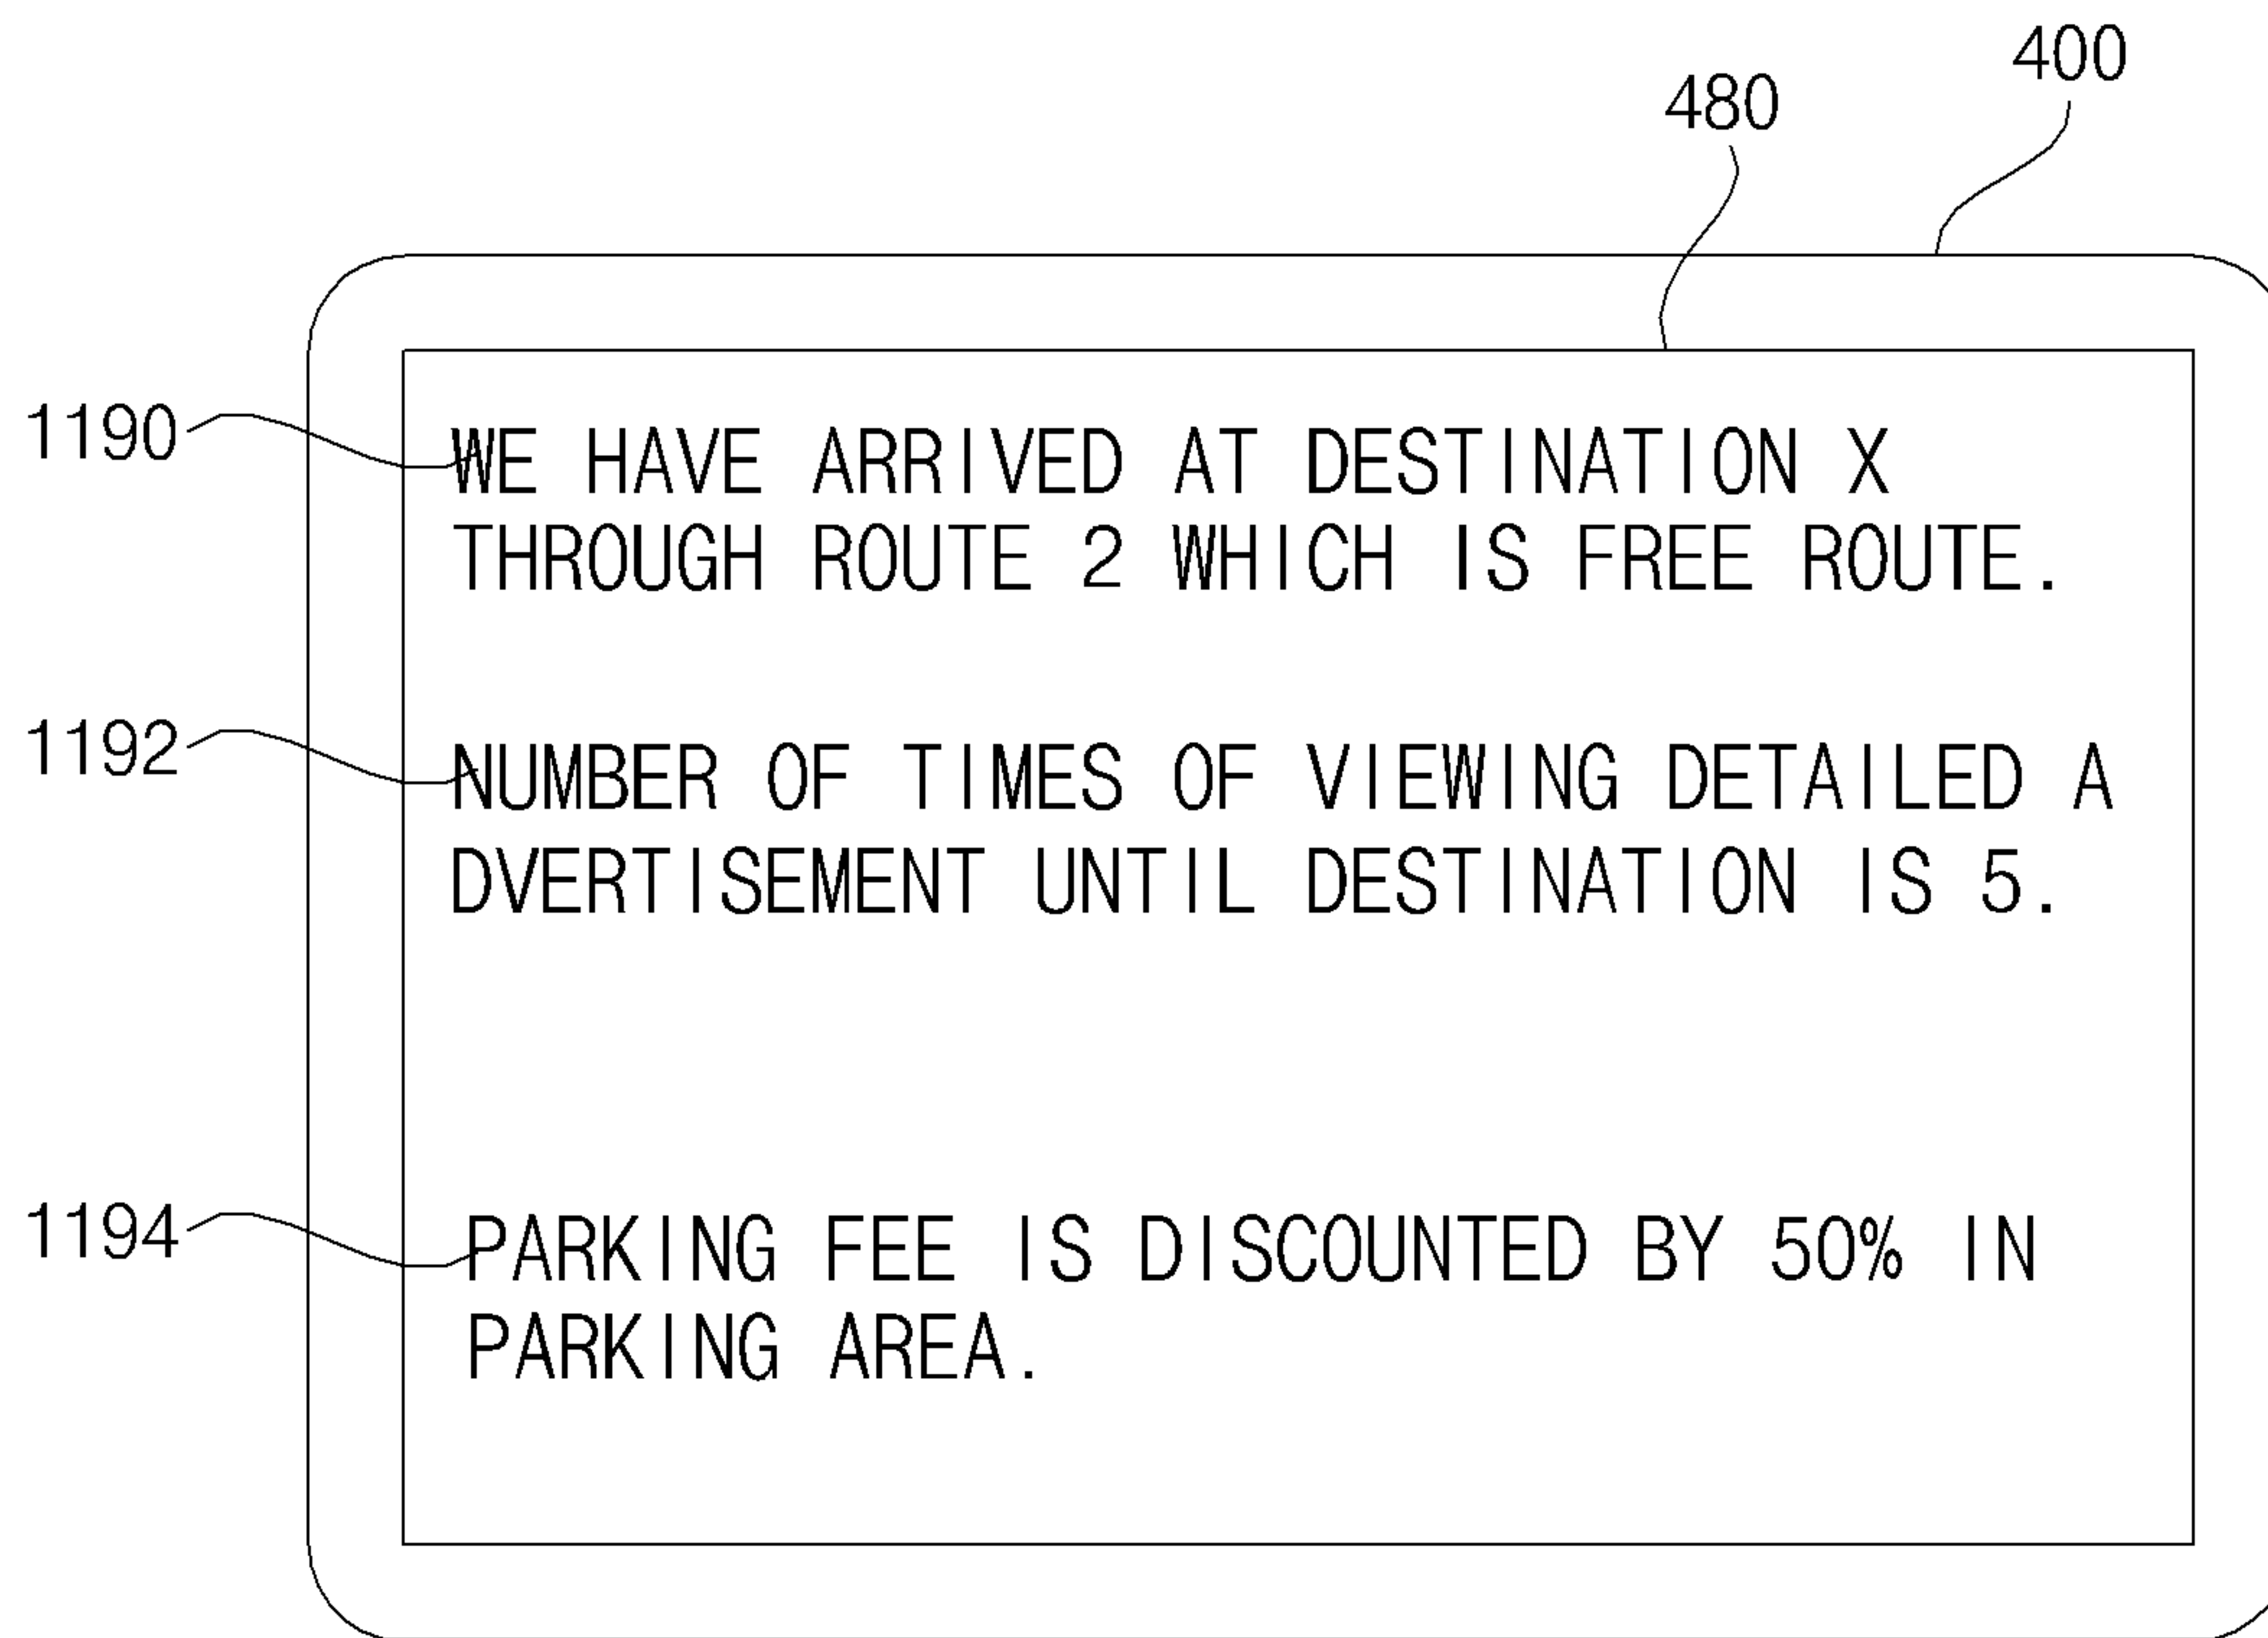 400
480
1190
WE HAVE ARRIVED AT DESTINATION X
THROUGH ROUTE 2 WHICH IS FREE ROUTE.
1192
NUMBER OF TIMES OF VIEWING DETAILED A
DVERTISEMENT UNTIL DESTINATION IS 5.
1194
PARKING FEE IS DISCOUNTED BY 50% IN
PARKING AREA.